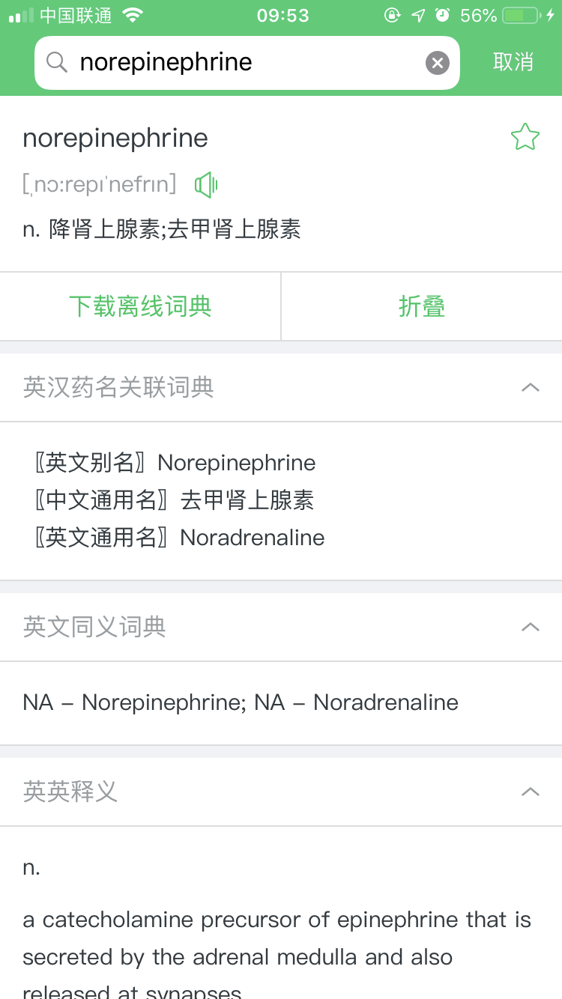 中国联通 09:53 56%
norepinephrine 取消
norepinephrine
[ˌnɔ:repɪˈnefrɪn]
n. 降肾上腺素;去甲肾上腺素
下载离线词典 折叠
英汉药名关联词典
〖英文别名〗Norepinephrine
〖中文通用名〗去甲肾上腺素
〖英文通用名〗Noradrenaline
英文同义词典
NA – Norepinephrine; NA – Noradrenaline
英英释义
n.
a catecholamine precursor of epinephrine that is
secreted by the adrenal medulla and also
released at synapses